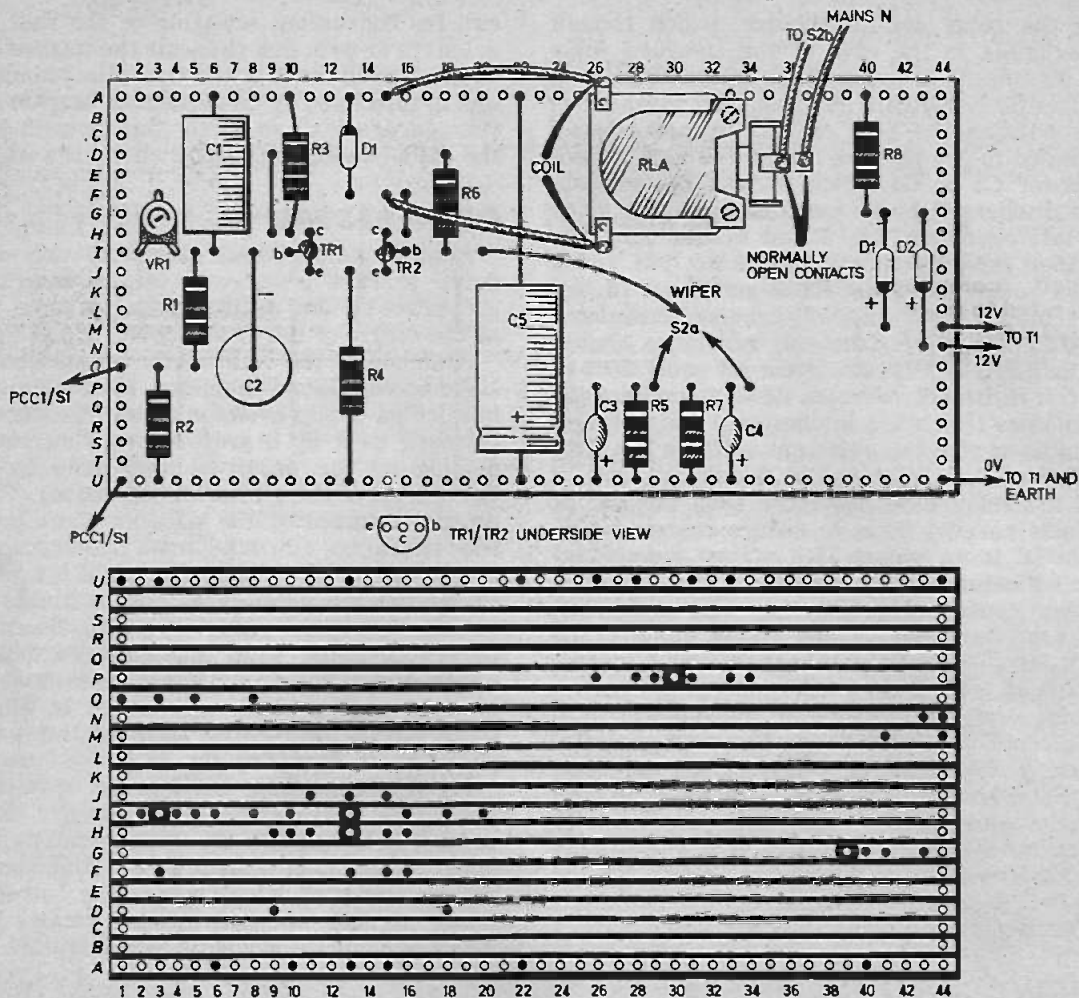 MAINS N
TO S2b
1 2 3 4 5 6 7 8 9 10 12 14 16 18 20 22 24 26 28 30 32 34 36 38 40 42 44
A
B
C
D
E
F
G
H
I
J
K
L
M
N
O
P
Q
R
S
T
U
C1
R3
D1
COIL
RLA
R8
R6
VR1
c
b TR1
e
c
b
TR2
e
D1 D2
+ +
NORMALLY
OPEN CONTACTS
R1
WIPER
S2a
C5
+
12V
TO T1
12V
C2
R4
PCC1/S1
R2
C3 R5 R7 C4
+ +
0V
TO T1 AND
EARTH
PCC1/S1
e b
c
TR1/TR2 UNDERSIDE VIEW
U
T
S
R
O
P
O
N
M
L
K
J
I
H
G
F
E
D
C
B
A
1 2 3 4 5 6 7 8 9 10 12 14 16 18 20 22 24 26 28 30 32 34 36 38 40 42 44